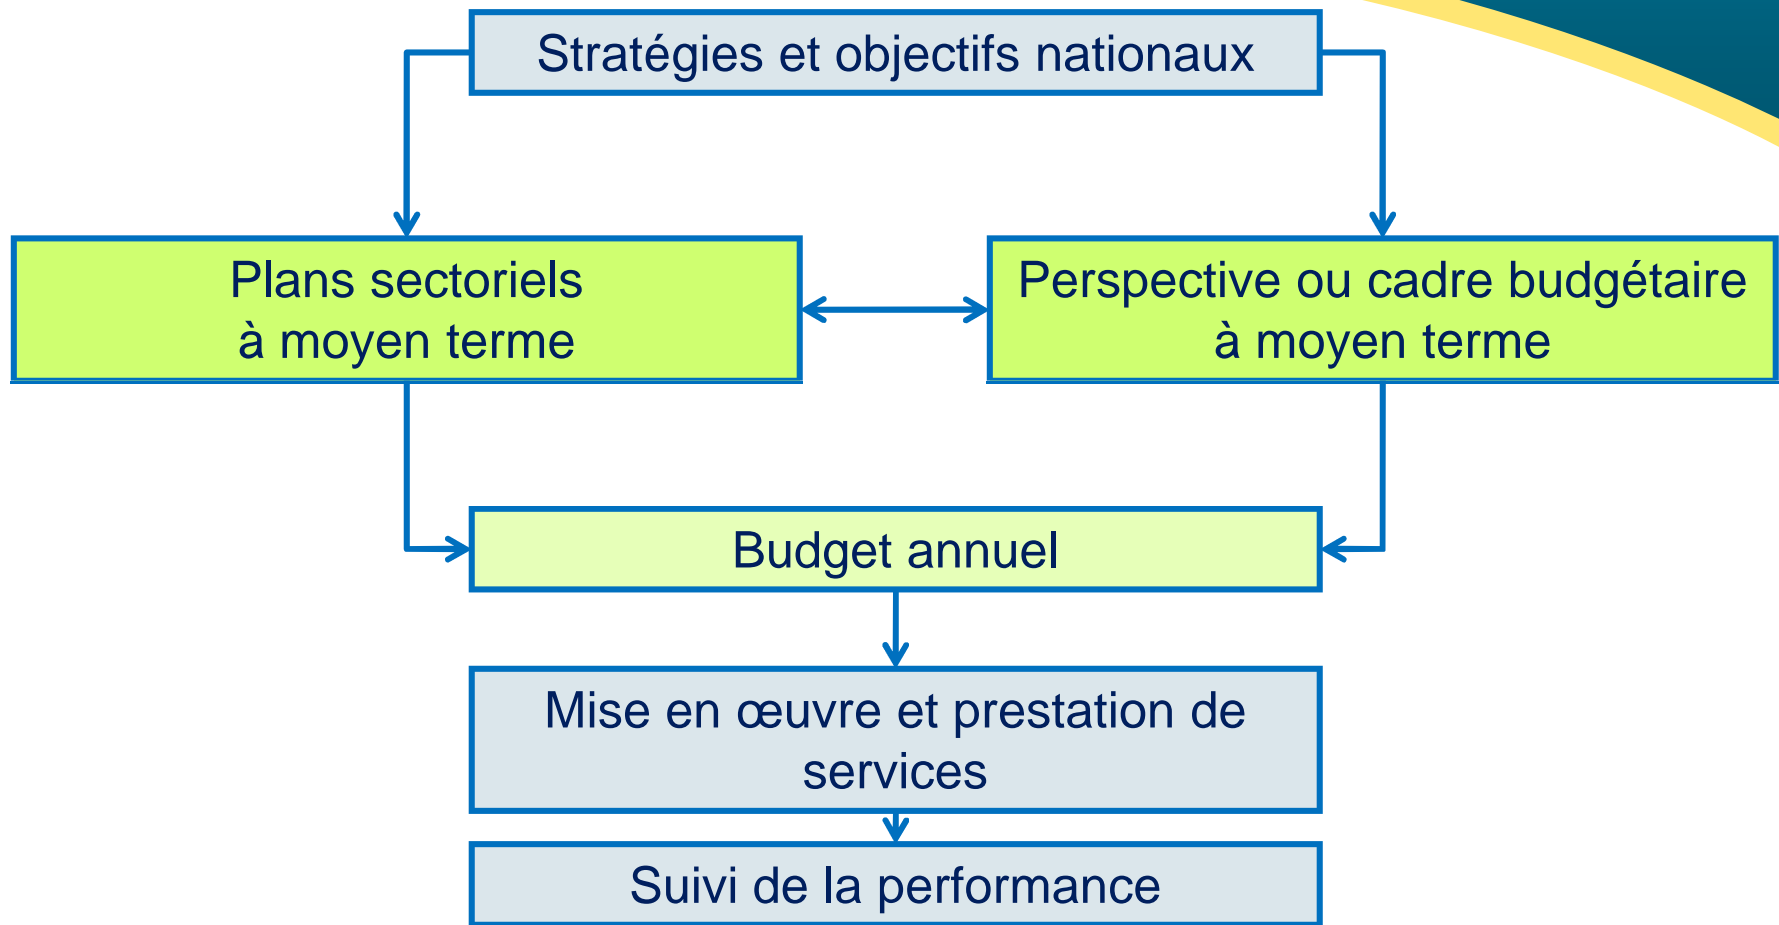 Stratégies et objectifs nationaux
Plans sectoriels
à moyen terme
Perspective ou cadre budgétaire
à moyen terme
Budget annuel
Mise en œuvre et prestation de
services
Suivi de la performance